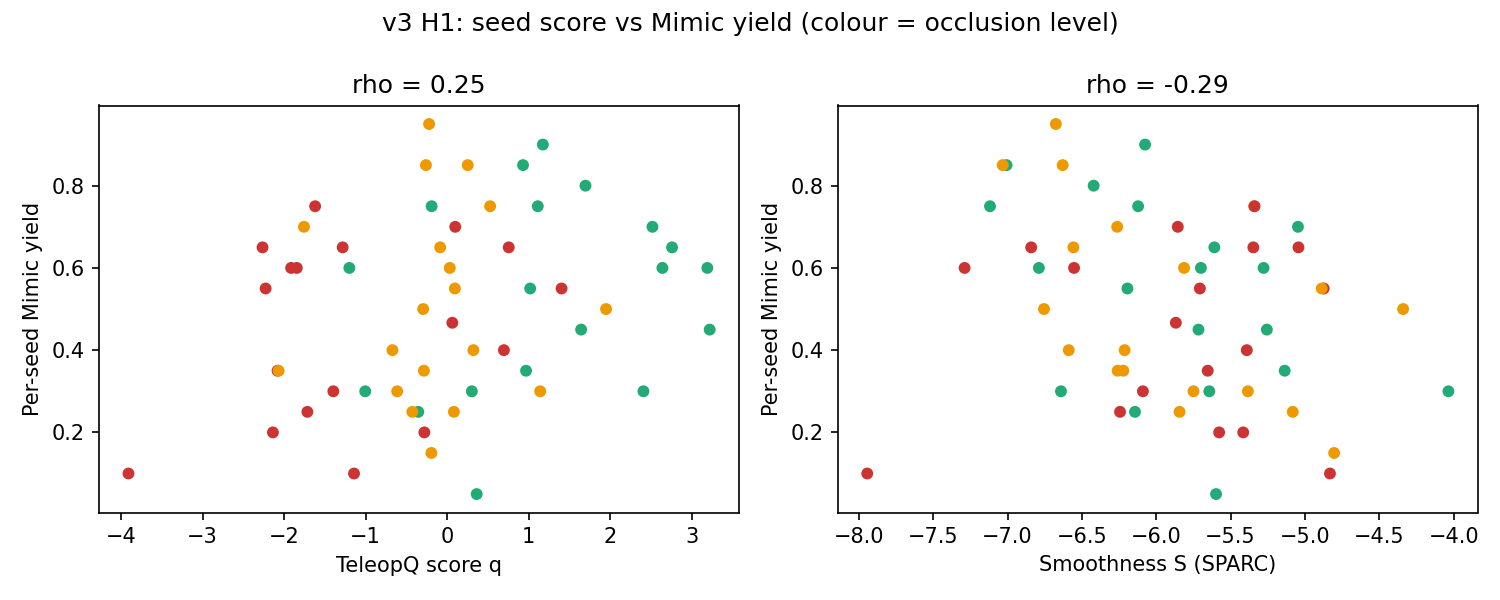 v3 H1: seed score vs Mimic yield (colour = occlusion level)
rho = 0.25
Per-seed Mimic yield
0.8
0.6
0.4
0.2
−4 −3 −2 −1 0 1 2 3
TeleopQ score q
rho = -0.29
Per-seed Mimic yield
0.8
0.6
0.4
0.2
−8.0 −7.5 −7.0 −6.5 −6.0 −5.5 −5.0 −4.5 −4.0
Smoothness S (SPARC)